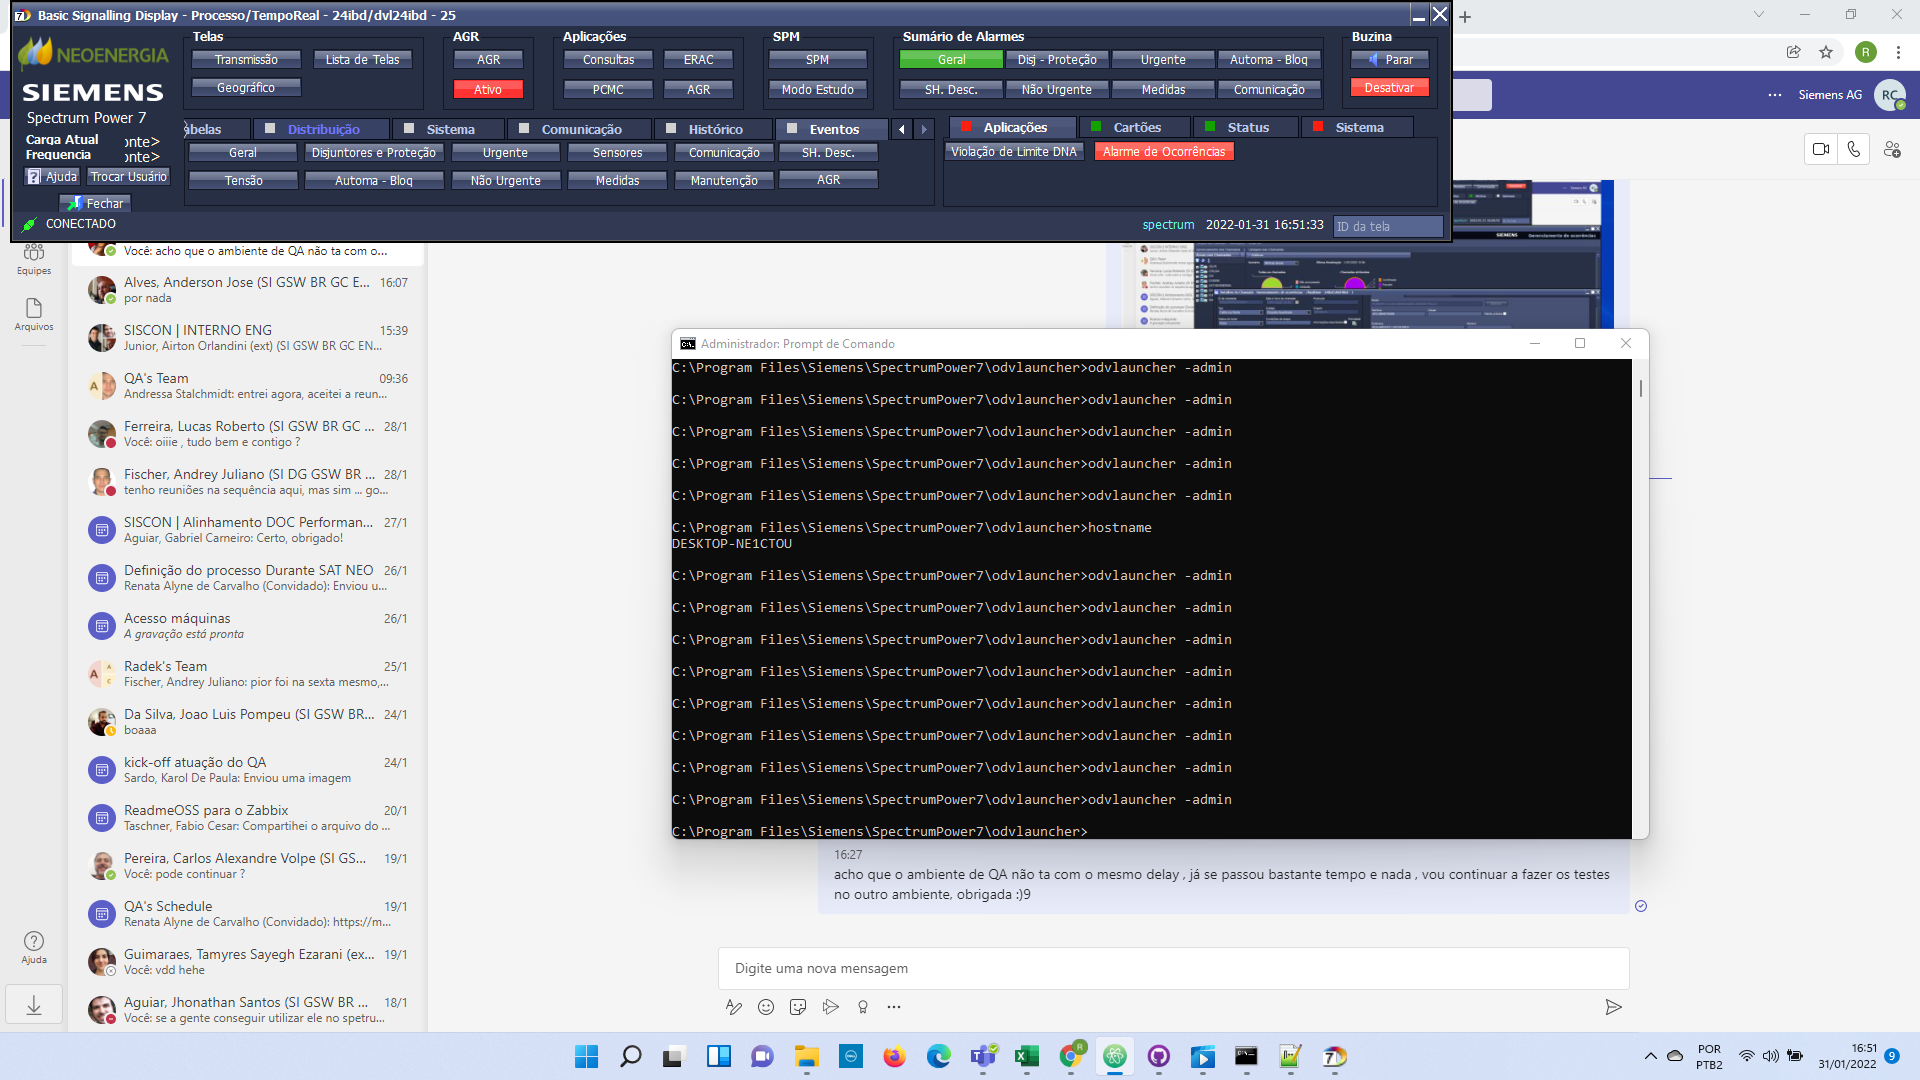 Basic Signalling Display - Processo/TempoReal - 24ibd/dvl24ibd - 25
NEOENERGIA
SIEMENS
Spectrum Power 7
Carga Atual
Frequencia
onte>
onte>
Ajuda
Trocar Usuário
Fechar
CONECTADO
Telas
Transmissão
Lista de Telas
Geográfico
AGR
AGR
Ativo
Aplicações
Consultas
ERAC
PCMC
AGR
SPM
SPM
Modo Estudo
Sumário de Alarmes
Geral
Disj - Proteção
Urgente
Automa - Bloq
SH. Desc.
Não Urgente
Medidas
Comunicação
Buzina
Parar
Desativar
abelas
Distribuição
Sistema
Comunicação
Histórico
Eventos
Geral
Disjuntores e Proteção
Urgente
Sensores
Comunicação
SH. Desc.
Tensão
Automa - Bloq
Não Urgente
Medidas
Manutenção
AGR
Aplicações
Cartões
Status
Sistema
Violação de Limite DNA
Alarme de Ocorrências
spectrum
2022-01-31 16:51:33
ID da tela
R
Siemens AG
RC
Equipes
Arquivos
Ajuda
Você: acho que o ambiente de QA não ta com o...
Alves, Anderson Jose (SI GSW BR GC E... 16:07
por nada
SISCON | INTERNO ENG 15:39
Junior, Airton Orlandini (ext) (SI GSW BR GC EN...
QA's Team 09:36
Andressa Stalchmidt: entrei agora, aceitei a reun...
Ferreira, Lucas Roberto (SI GSW BR GC ... 28/1
Você: oiiie , tudo bem e contigo ?
Fischer, Andrey Juliano (SI DG GSW BR ... 28/1
tenho reuniões na sequência aqui, mas sim ... go...
SISCON | Alinhamento DOC Performan... 27/1
Aguiar, Gabriel Carneiro: Certo, obrigado!
Definição do processo Durante SAT NEO 26/1
Renata Alyne de Carvalho (Convidado): Enviou u...
Acesso máquinas 26/1
A gravação está pronta
Radek's Team 25/1
Fischer, Andrey Juliano: pior foi na sexta mesmo,...
Da Silva, Joao Luis Pompeu (SI GSW BR... 24/1
boaaa
kick-off atuação do QA 24/1
Sardo, Karol De Paula: Enviou uma imagem
ReadmeOSS para o Zabbix 20/1
Taschner, Fabio Cesar: Compartihei o arquivo do ...
Pereira, Carlos Alexandre Volpe (SI GS... 19/1
Você: pode continuar ?
QA's Schedule 19/1
Renata Alyne de Carvalho (Convidado): https://m...
Guimaraes, Tamyres Sayegh Ezarani (ex... 19/1
Você: vdd hehe
Aguiar, Jhonathan Santos (SI GSW BR ... 18/1
Você: se a gente conseguir utilizar ele no spetru...
Administrador: Prompt de Comando
C:\Program Files\Siemens\SpectrumPower7\odvlauncher>odvlauncher -admin
C:\Program Files\Siemens\SpectrumPower7\odvlauncher>odvlauncher -admin
C:\Program Files\Siemens\SpectrumPower7\odvlauncher>odvlauncher -admin
C:\Program Files\Siemens\SpectrumPower7\odvlauncher>odvlauncher -admin
C:\Program Files\Siemens\SpectrumPower7\odvlauncher>odvlauncher -admin
C:\Program Files\Siemens\SpectrumPower7\odvlauncher>hostname
DESKTOP-NE1CTOU
C:\Program Files\Siemens\SpectrumPower7\odvlauncher>odvlauncher -admin
C:\Program Files\Siemens\SpectrumPower7\odvlauncher>odvlauncher -admin
C:\Program Files\Siemens\SpectrumPower7\odvlauncher>odvlauncher -admin
C:\Program Files\Siemens\SpectrumPower7\odvlauncher>odvlauncher -admin
C:\Program Files\Siemens\SpectrumPower7\odvlauncher>odvlauncher -admin
C:\Program Files\Siemens\SpectrumPower7\odvlauncher>odvlauncher -admin
C:\Program Files\Siemens\SpectrumPower7\odvlauncher>odvlauncher -admin
C:\Program Files\Siemens\SpectrumPower7\odvlauncher>odvlauncher -admin
C:\Program Files\Siemens\SpectrumPower7\odvlauncher>
16:27
acho que o ambiente de QA não ta com o mesmo delay , já se passou bastante tempo e nada , vou continuar a fazer os testes
no outro ambiente, obrigada :)9
Digite uma nova mensagem
POR
PTB2
16:51
31/01/2022
9